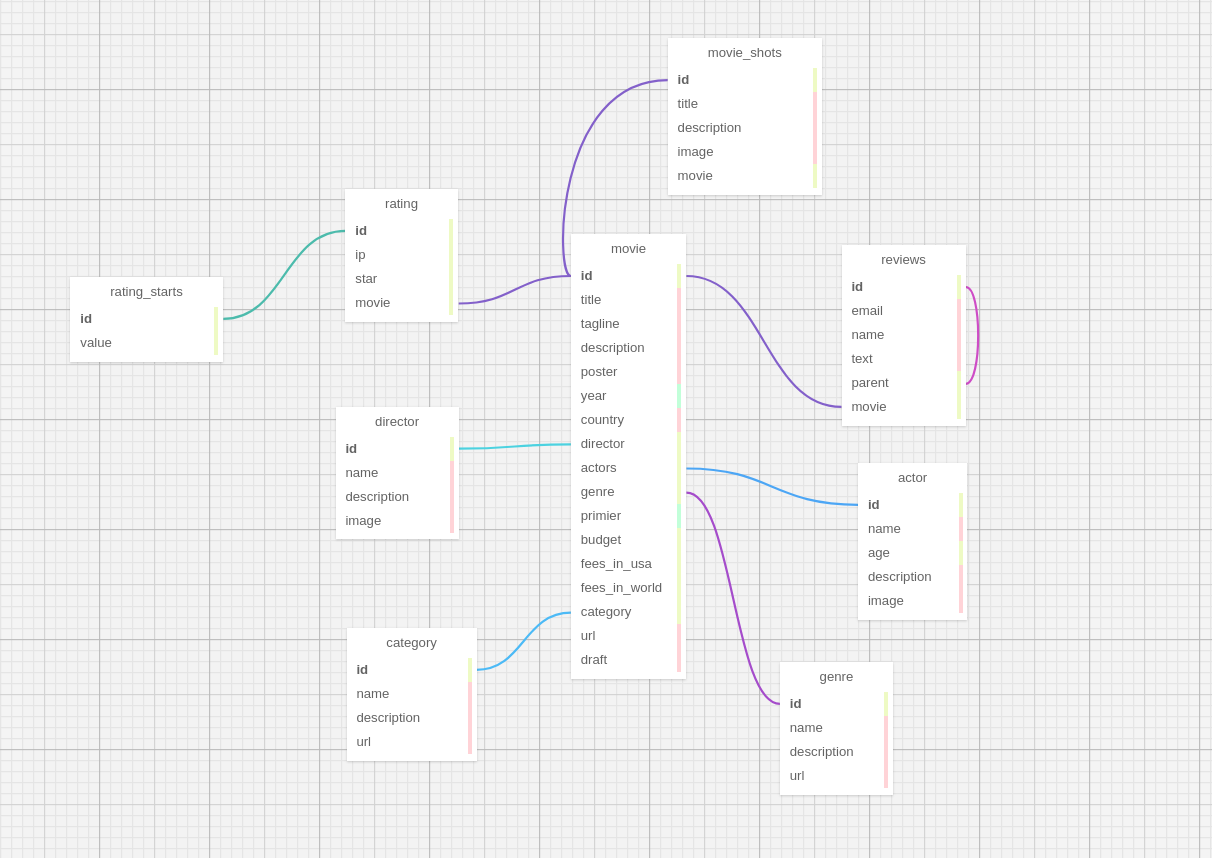 movie_shots
id
title
description
image
movie
rating
id
ip
star
movie
movie
id
title
tagline
description
poster
year
country
director
actors
genre
primier
budget
fees_in_usa
fees_in_world
category
url
draft
reviews
id
email
name
text
parent
movie
rating_starts
id
value
director
id
name
description
image
actor
id
name
age
description
image
category
id
name
description
url
genre
id
name
description
url